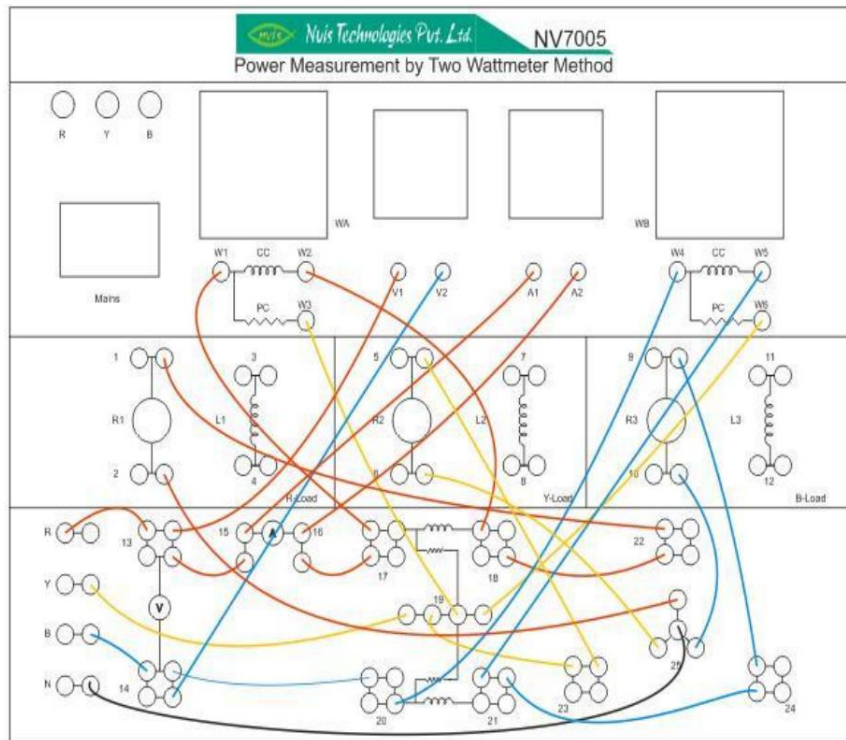 nvis Nvis Technologies Pvt. Ltd. NV7005
Power Measurement by Two Wattmeter Method
R Y B
WA WB
W1 CC W2 W4 CC W5
V1 V2 A1 A2
PC W3 PC W6
Mains
1 3 5 7 9 11
R1 L1 R2 L2 R3 L3
2 4 6 8 10 12
R-Load Y-Load B-Load
R 13 15 A 16 17 18 22
Y V 19
B
N 14 20 21 23 25 24